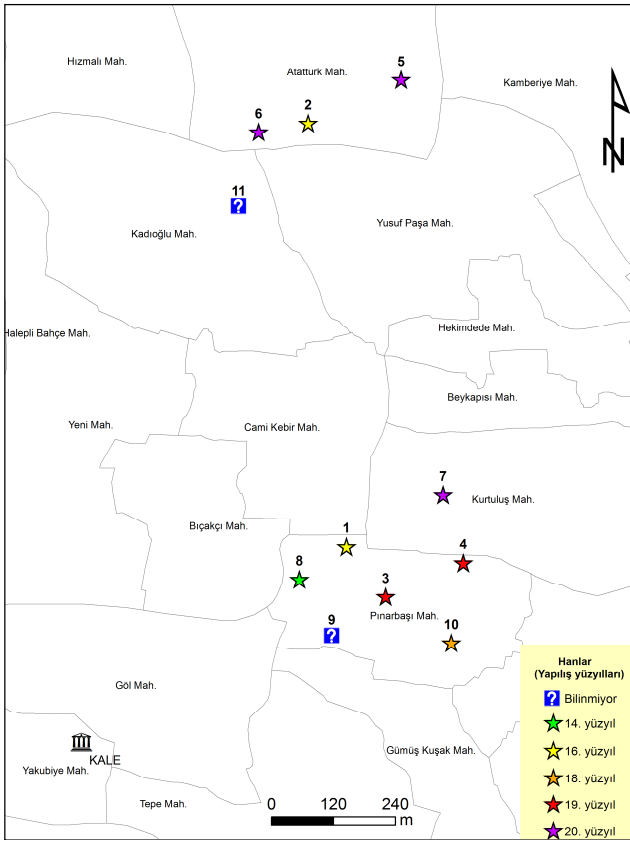 5
Hızmalı Mah.
Atattürk Mah.
Kamberiye Mah.
2
6
N
11
?
Kadıoğlu Mah.
Yusuf Paşa Mah.
Halepli Bahçe Mah.
Hekimdede Mah.
Beykapısı Mah.
Yeni Mah.
Cami Kebir Mah.
7
Kurtuluş Mah.
Bıçakçı Mah.
1
4
8
3
Pınarbaşı Mah.
9
?
10
Hanlar
(Yapılış yüzyılları)
? Bilinmiyor
14. yüzyıl
16. yüzyıl
18. yüzyıl
19. yüzyıl
20. yüzyıl
Göl Mah.
Gümüş Kuşak Mah.
KALE
Yakubiye Mah.
Tepe Mah.
0 120 240
m